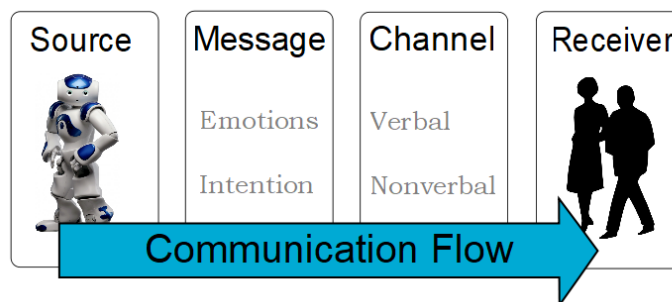 Source
Message
Channel
Receiver
Emotions
Verbal
Intention
Nonverbal
Communication Flow